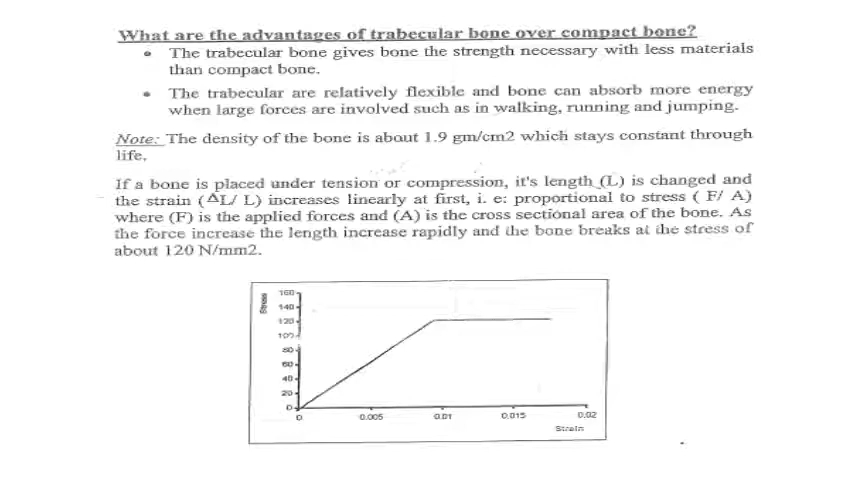 What are the advantages of trabecular bone over compact bone?
• The trabecular bone gives bone the strength necessary with less materials
than compact bone.
• The trabecular are relatively flexible and bone can absorb more energy
when large forces are involved such as in walking, running and jumping.
Note: The density of the bone is about 1.9 gm/cm2 which stays constant through
life.
If a bone is placed under tension or compression, it's length (L) is changed and
the strain (ΔL/ L) increases linearly at first, i. e: proportional to stress ( F/ A)
where (F) is the applied forces and (A) is the cross sectional area of the bone. As
the force increase the length increase rapidly and the bone breaks at the stress of
about 120 N/mm2.
Stress
160
140
120
100
80
60
40
20
0
0 0.005 0.01 0.015 0.02
Strain